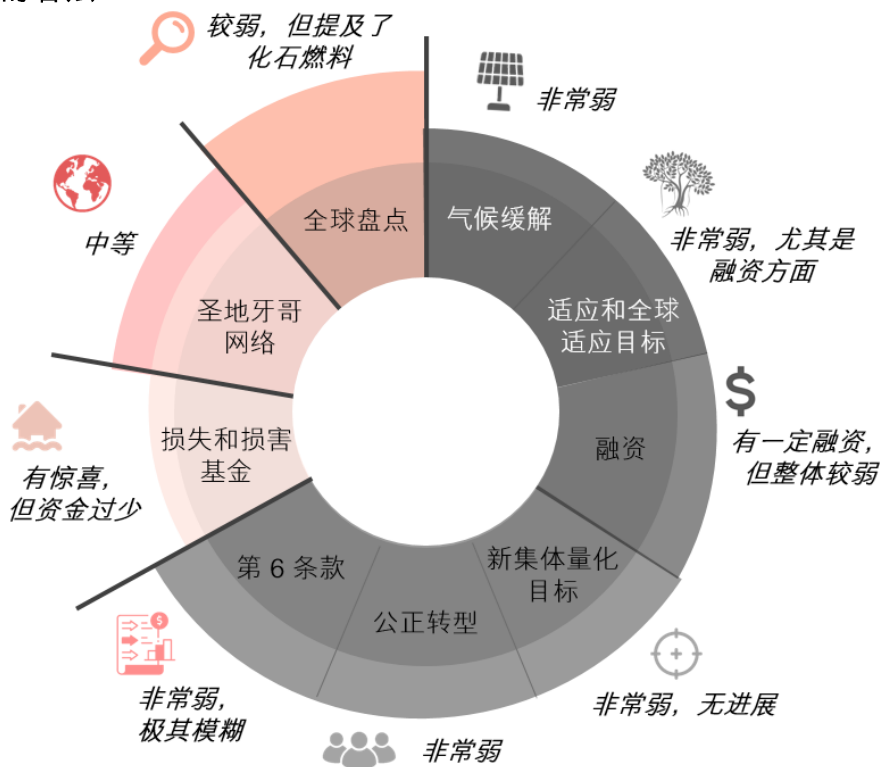 较弱，但提及了
化石燃料
非常弱
全球盘点
气候缓解
中等
非常弱，尤其是
融资方面
圣地牙哥
网络
适应和全球
适应目标
$
损失和损害
基金
融资
有一定融资，
但整体较弱
有惊喜，
但资金过少
第 6 条款
新集体量化
目标
公正转型
$
非常弱，
极其模糊
非常弱，无进展
非常弱